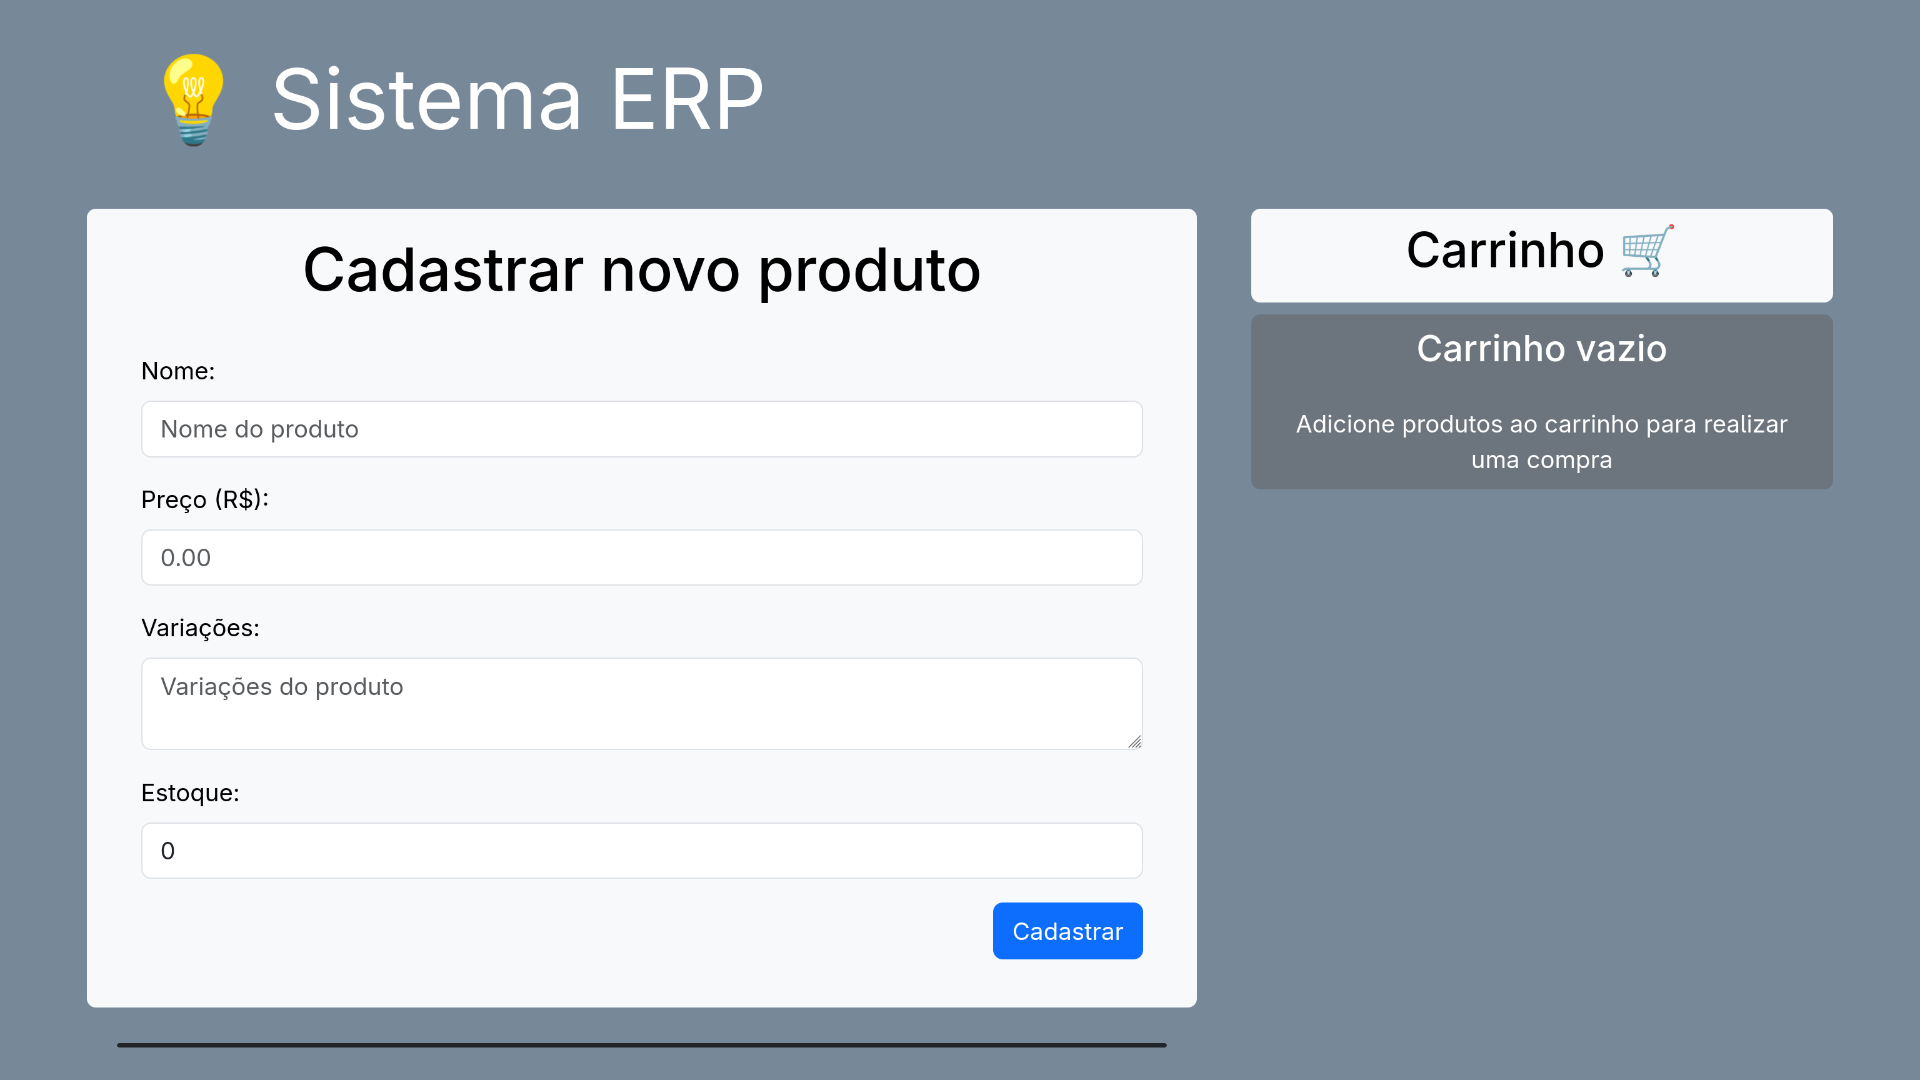 Sistema ERP
Cadastrar novo produto
Nome:
Nome do produto
Preço (R$):
0.00
Variações:
Variações do produto
Estoque:
0
Cadastrar
Carrinho
Carrinho vazio
Adicione produtos ao carrinho para realizar
uma compra